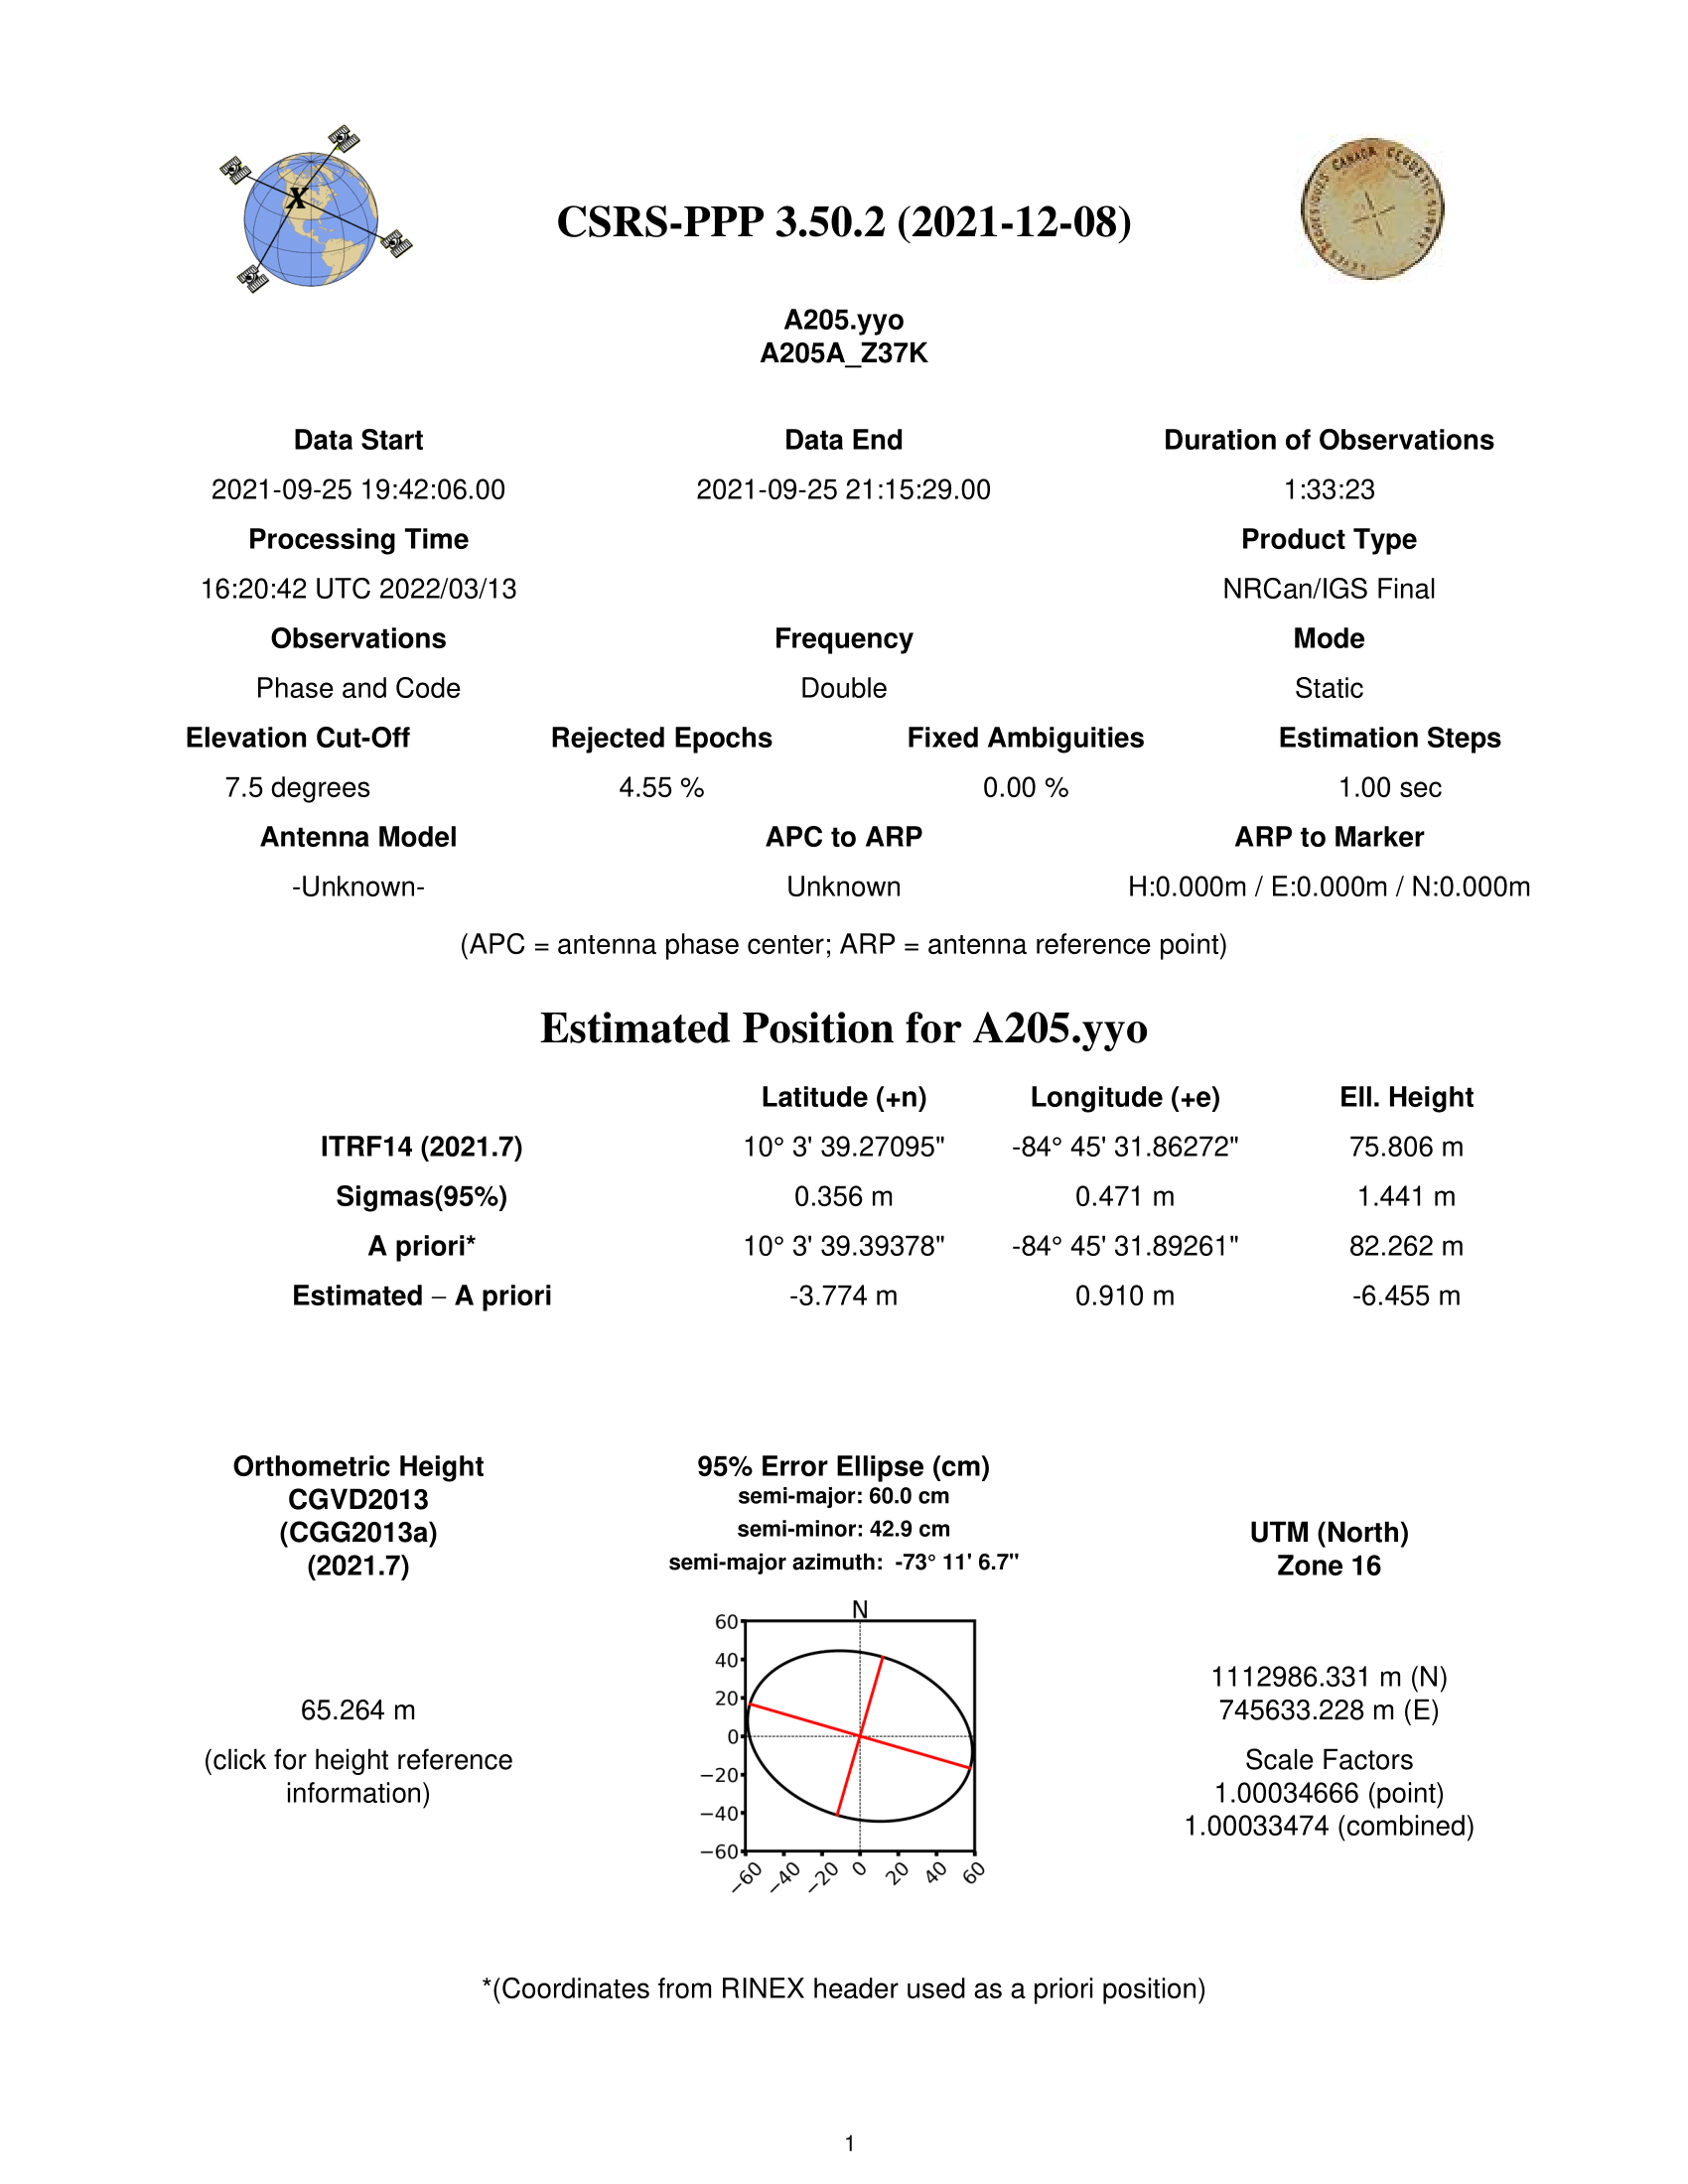 X
CANADA GEODETIC SURVEY
LEVES GEODESIQUES
CSRS-PPP 3.50.2 (2021-12-08)
A205.yyo
A205A_Z37K
Data Start Data End Duration of Observations
2021-09-25 19:42:06.00 2021-09-25 21:15:29.00 1:33:23
Processing Time Product Type
16:20:42 UTC 2022/03/13 NRCan/IGS Final
Observations Frequency Mode
Phase and Code Double Static
Elevation Cut-Off Rejected Epochs Fixed Ambiguities Estimation Steps
7.5 degrees 4.55 % 0.00 % 1.00 sec
Antenna Model APC to ARP ARP to Marker
-Unknown- Unknown H:0.000m / E:0.000m / N:0.000m
(APC = antenna phase center; ARP = antenna reference point)
Estimated Position for A205.yyo
Latitude (+n) Longitude (+e) Ell. Height
ITRF14 (2021.7) 10° 3' 39.27095" -84° 45' 31.86272" 75.806 m
Sigmas(95%) 0.356 m 0.471 m 1.441 m
A priori* 10° 3' 39.39378" -84° 45' 31.89261" 82.262 m
Estimated – A priori -3.774 m 0.910 m -6.455 m
Orthometric Height
CGVD2013
(CGG2013a)
(2021.7)
65.264 m
(click for height reference
information)
95% Error Ellipse (cm)
semi-major: 60.0 cm
semi-minor: 42.9 cm
semi-major azimuth: -73° 11' 6.7"
N
60
40
20
0
−20
−40
−60
−60 −40 −20 0 20 40 60
UTM (North)
Zone 16
1112986.331 m (N)
745633.228 m (E)
Scale Factors
1.00034666 (point)
1.00033474 (combined)
*(Coordinates from RINEX header used as a priori position)
1